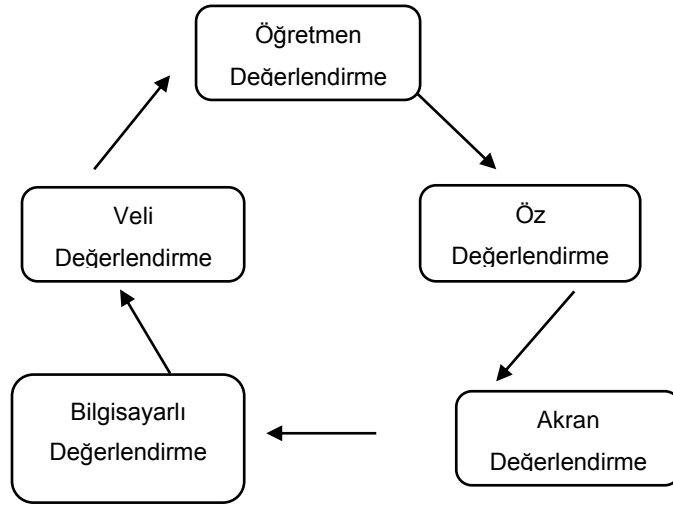 Öğretmen
Değerlendirme
Veli
Değerlendirme
Öz
Değerlendirme
Bilgisayarlı
Değerlendirme
Akran
Değerlendirme